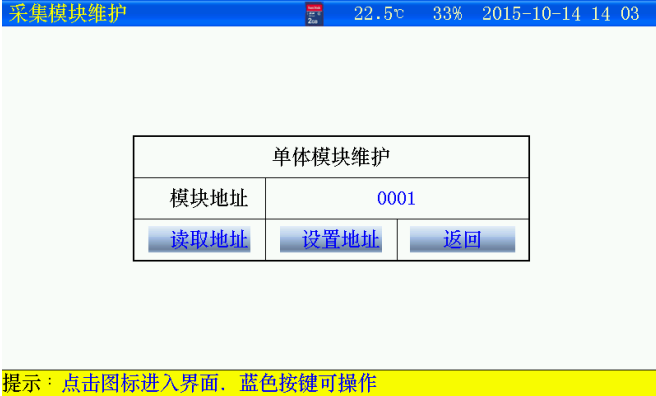 采集模块维护 22.5℃ 33% 2015-10-14 14 03
单体模块维护
模块地址 0001
读取地址 设置地址 返回
提示：点击图标进入界面．蓝色按键可操作